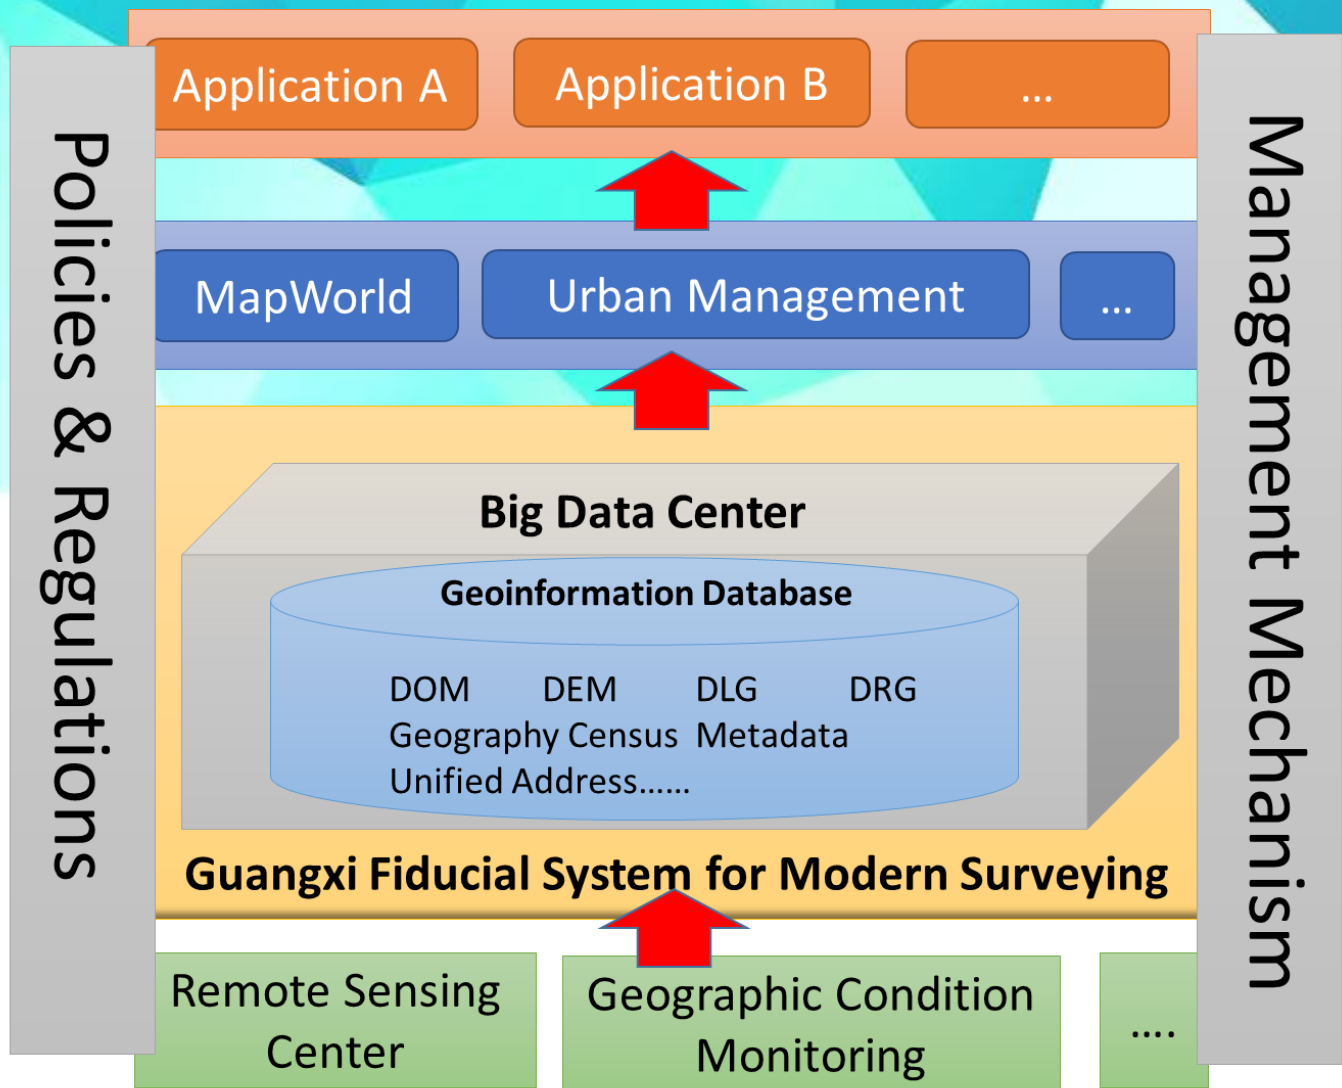 Policies & Regulations
Application A
Application B
...
MapWorld
Urban Management
...
Big Data Center
Geoinformation Database
DOM DEM DLG DRG
Geography Census Metadata
Unified Address......
Guangxi Fiducial System for Modern Surveying
Remote Sensing
Center
Geographic Condition
Monitoring
....
Management Mechanism